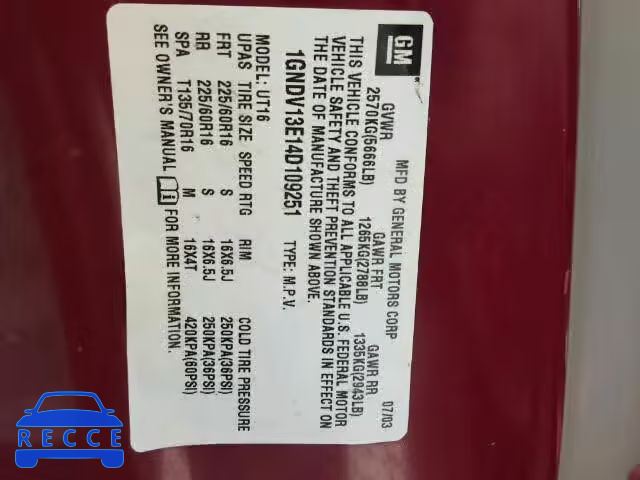 GM
MFD BY GENERAL MOTORS CORP 07/03
GVWR GAWR FRT GAWR RR
2570KG(5666LB) 1265KG(2788LB) 1335KG(2943LB)
THIS VEHICLE CONFORMS TO ALL APPLICABLE U.S. FEDERAL MOTOR
VEHICLE SAFETY AND THEFT PREVENTION STANDARDS IN EFFECT ON
THE DATE OF MANUFACTURE SHOWN ABOVE.
1GNDV13E14D109251 TYPE: M.P.V.
MODEL: UT16
UPAS TIRE SIZE SPEED RTG RIM COLD TIRE PRESSURE
FRT 225/60R16 S 16X6.5J 250KPA(36PSI)
RR 225/60R16 S 16X6.5J 250KPA(36PSI)
SPA T135/70R16 M 16X4T 420KPA(60PSI)
SEE OWNER'S MANUAL FOR MORE INFORMATION.
RECCE